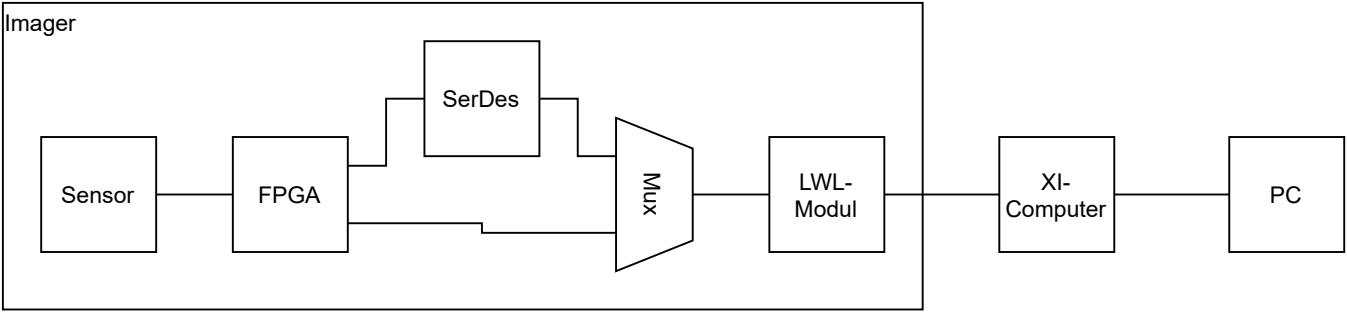 Imager
SerDes
Sensor
FPGA
Mux
LWL-
Modul
XI-
Computer
PC